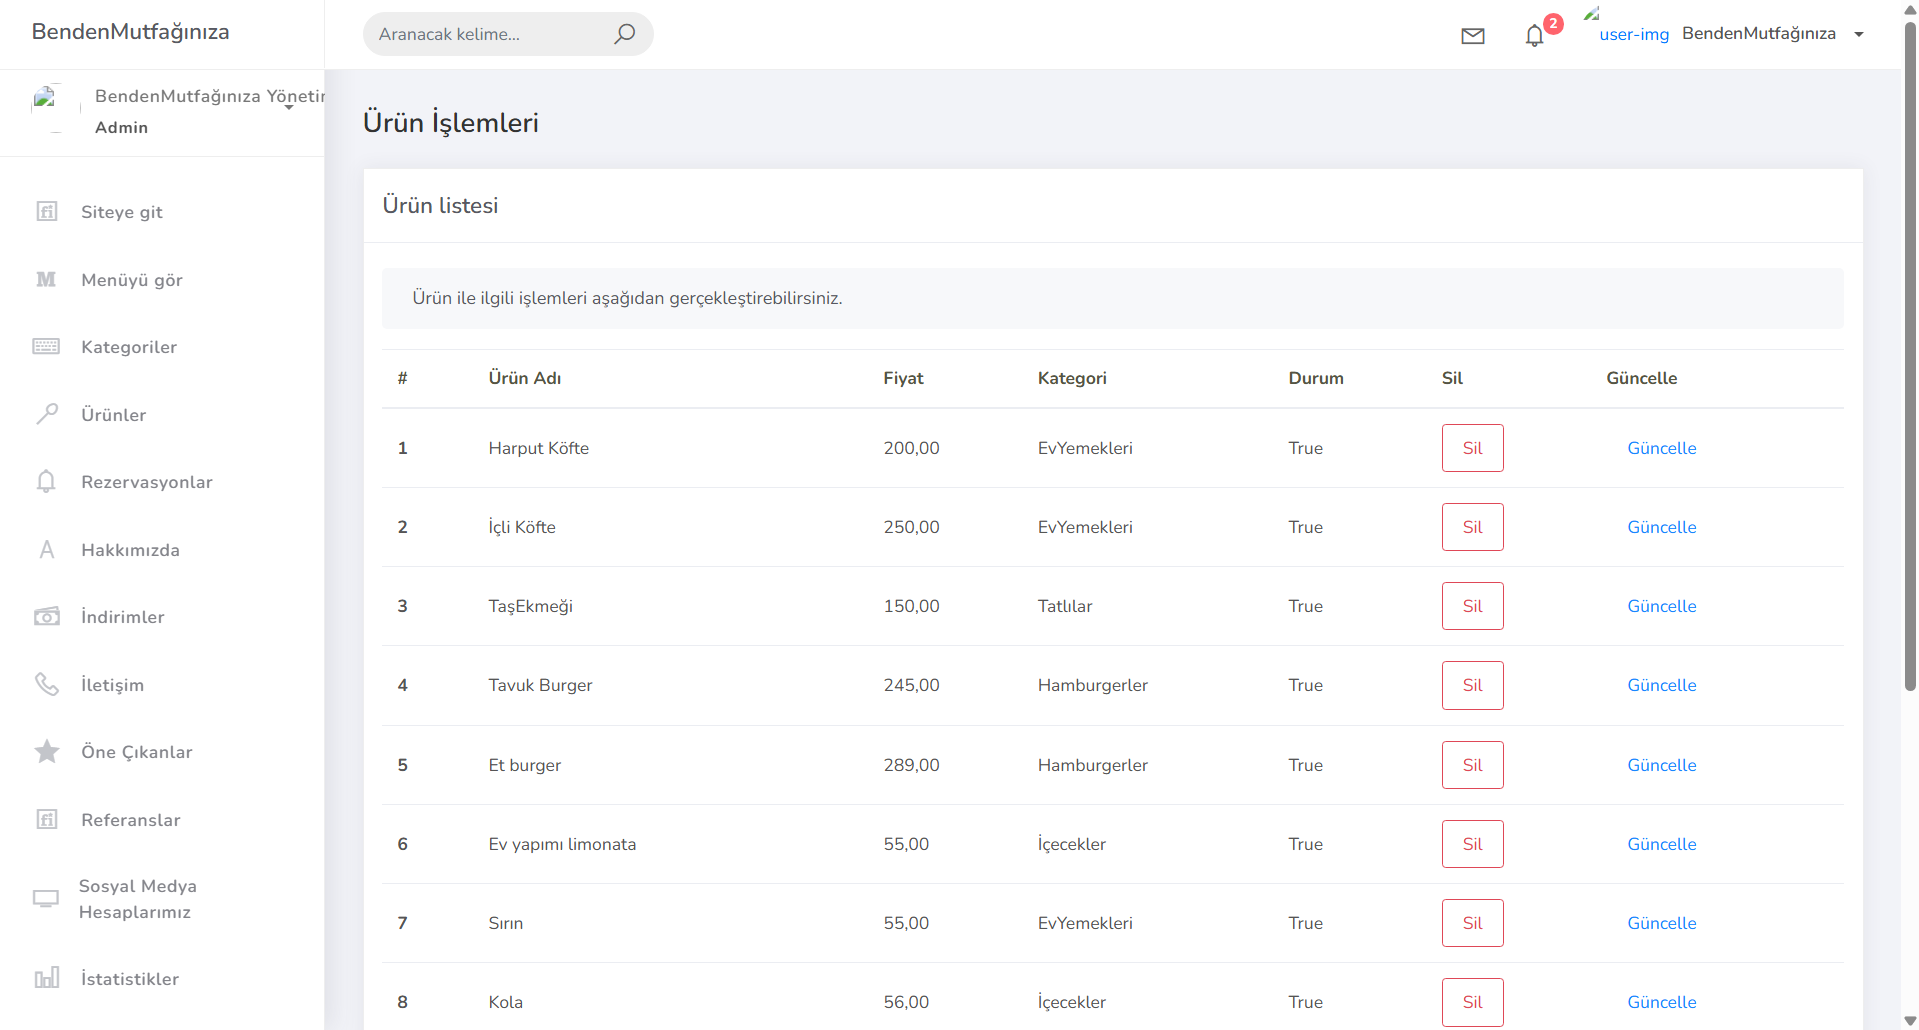 BendenMutfağınıza
Aranacak kelime...
2
user-img
BendenMutfağınıza
BendenMutfağınıza Yönetim
Admin
Siteye git
Menüyü gör
Kategoriler
Ürünler
Rezervasyonlar
Hakkımızda
İndirimler
İletişim
Öne Çıkanlar
Referanslar
Sosyal Medya
Hesaplarımız
İstatistikler
Ürün İşlemleri
Ürün listesi
Ürün ile ilgili işlemleri aşağıdan gerçekleştirebilirsiniz.
# Ürün Adı Fiyat Kategori Durum Sil Güncelle
1 Harput Köfte 200,00 EvYemekleri True Sil Güncelle
2 İçli Köfte 250,00 EvYemekleri True Sil Güncelle
3 TaşEkmeği 150,00 Tatlılar True Sil Güncelle
4 Tavuk Burger 245,00 Hamburgerler True Sil Güncelle
5 Et burger 289,00 Hamburgerler True Sil Güncelle
6 Ev yapımı limonata 55,00 İçecekler True Sil Güncelle
7 Sırın 55,00 EvYemekleri True Sil Güncelle
8 Kola 56,00 İçecekler True Sil Güncelle